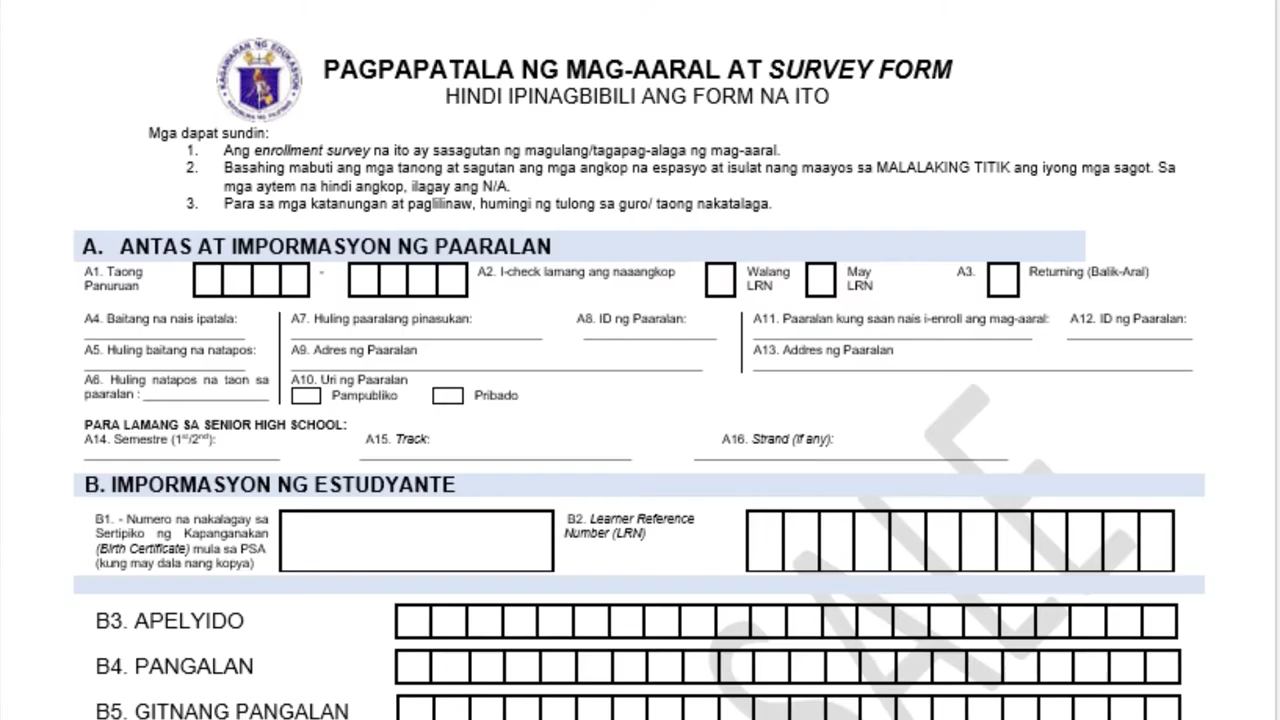 PAGPAPATALA NG MAG-AARAL AT SURVEY FORM
HINDI IPINAGBIBILI ANG FORM NA ITO
Mga dapat sundin:
1. Ang enrollment survey na ito ay sasagutan ng magulang/tagapag-alaga ng mag-aaral.
2. Basahing mabuti ang mga tanong at sagutan ang mga angkop na espasyo at isulat nang maayos sa MALALAKING TITIK ang iyong mga sagot. Sa
mga aytem na hindi angkop, ilagay ang N/A.
3. Para sa mga katanungan at paglilinaw, humingi ng tulong sa guro/ taong nakatalaga.
A. ANTAS AT IMPORMASYON NG PAARALAN
A1. Taong
Panuruan
-
A2. I-check lamang ang naaangkop
Walang
LRN
May
LRN
A3.
Returning (Balik-Aral)
A4. Baitang na nais ipatala:
A5. Huling baitang na natapos:
A6. Huling natapos na taon sa
paaralan :
A7. Huling paaralang pinasukan:
A8. ID ng Paaralan:
A9. Adres ng Paaralan
A10. Uri ng Paaralan
Pampubliko
Pribado
A11. Paaralan kung saan nais i-enroll ang mag-aaral:
A12. ID ng Paaralan:
A13. Addres ng Paaralan
PARA LAMANG SA SENIOR HIGH SCHOOL:
A14. Semestre (1st/2nd):
A15. Track:
A16. Strand (if any):
B. IMPORMASYON NG ESTUDYANTE
B1. - Numero na nakalagay sa
Sertipiko ng Kapanganakan
(Birth Certificate) mula sa PSA
(kung may dala nang kopya)
B2. Learner Reference
Number (LRN)
B3. APELYIDO
B4. PANGALAN
B5. GITNANG PANGALAN
SALE